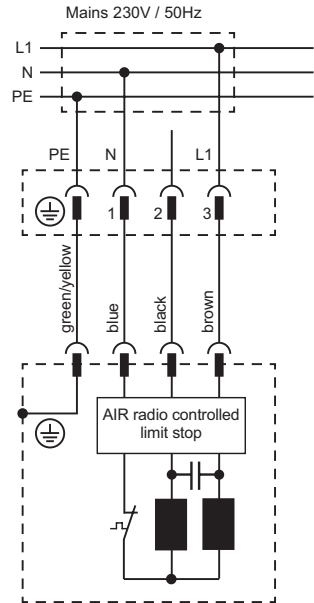 Mains 230V / 50Hz
L1
N
PE
PE N L1
1 2 3
green/yellow
blue
black
brown
AIR radio controlled
limit stop